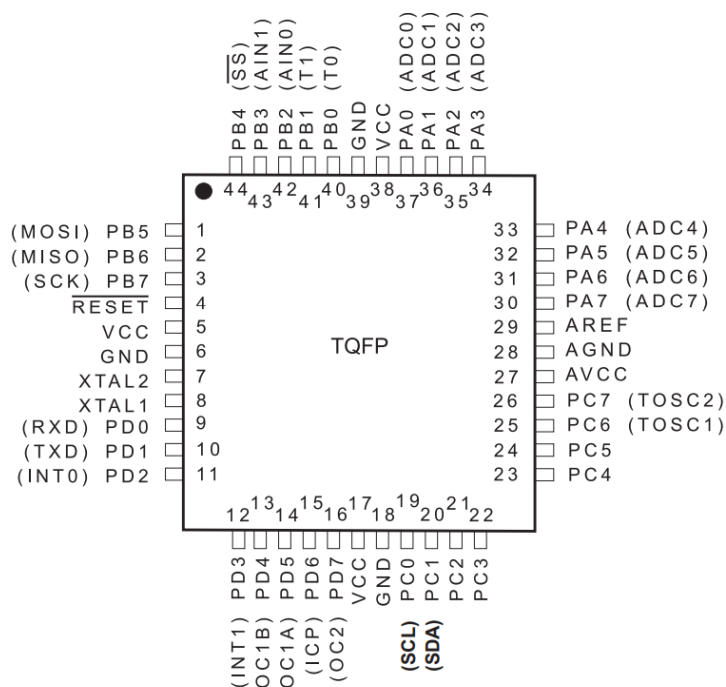 PB4 (SS)
PB3 (AIN1)
PB2 (AIN0)
PB1 (T1)
PB0 (T0)
GND
VCC
PA0 (ADC0)
PA1 (ADC1)
PA2 (ADC2)
PA3 (ADC3)
44 43 42 41 40 39 38 37 36 35 34
(MOSI) PB5 1
(MISO) PB6 2
(SCK) PB7 3
RESET 4
VCC 5
GND 6
XTAL2 7
XTAL1 8
(RXD) PD0 9
(TXD) PD1 10
(INT0) PD2 11
TQFP
33 PA4 (ADC4)
32 PA5 (ADC5)
31 PA6 (ADC6)
30 PA7 (ADC7)
29 AREF
28 AGND
27 AVCC
26 PC7 (TOSC2)
25 PC6 (TOSC1)
24 PC5
23 PC4
12 13 14 15 16 17 18 19 20 21 22
(INT1) PD3
OC1B) PD4
OC1A) PD5
(ICP) PD6
(OC2) PD7
VCC
GND
(SCL) PC0
(SDA) PC1
PC2
PC3